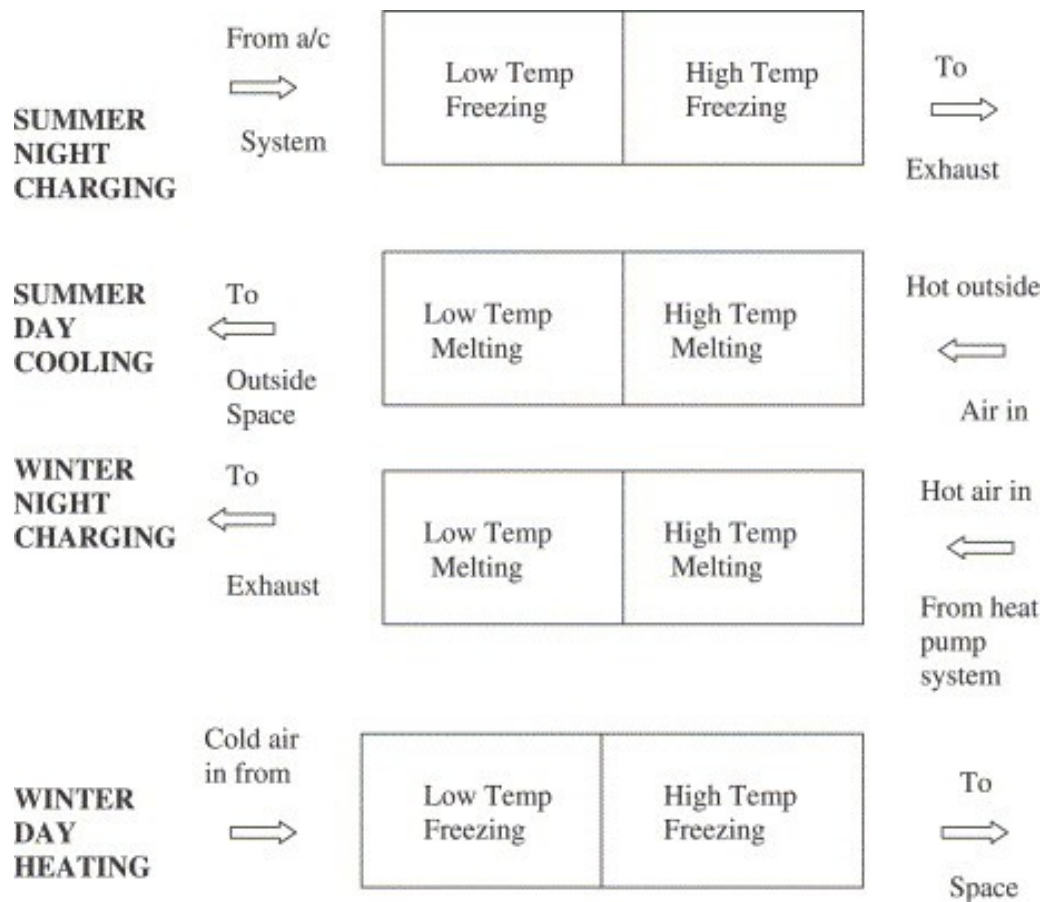 From a/c
System
SUMMER
NIGHT
CHARGING
Low Temp
Freezing
High Temp
Freezing
To
Exhaust
SUMMER
DAY
COOLING
To
Outside
Space
Low Temp
Melting
High Temp
Melting
Hot outside
Air in
WINTER
NIGHT
CHARGING
To
Exhaust
Low Temp
Melting
High Temp
Melting
Hot air in
From heat
pump
system
WINTER
DAY
HEATING
Cold air
in from
Low Temp
Freezing
High Temp
Freezing
To
Space